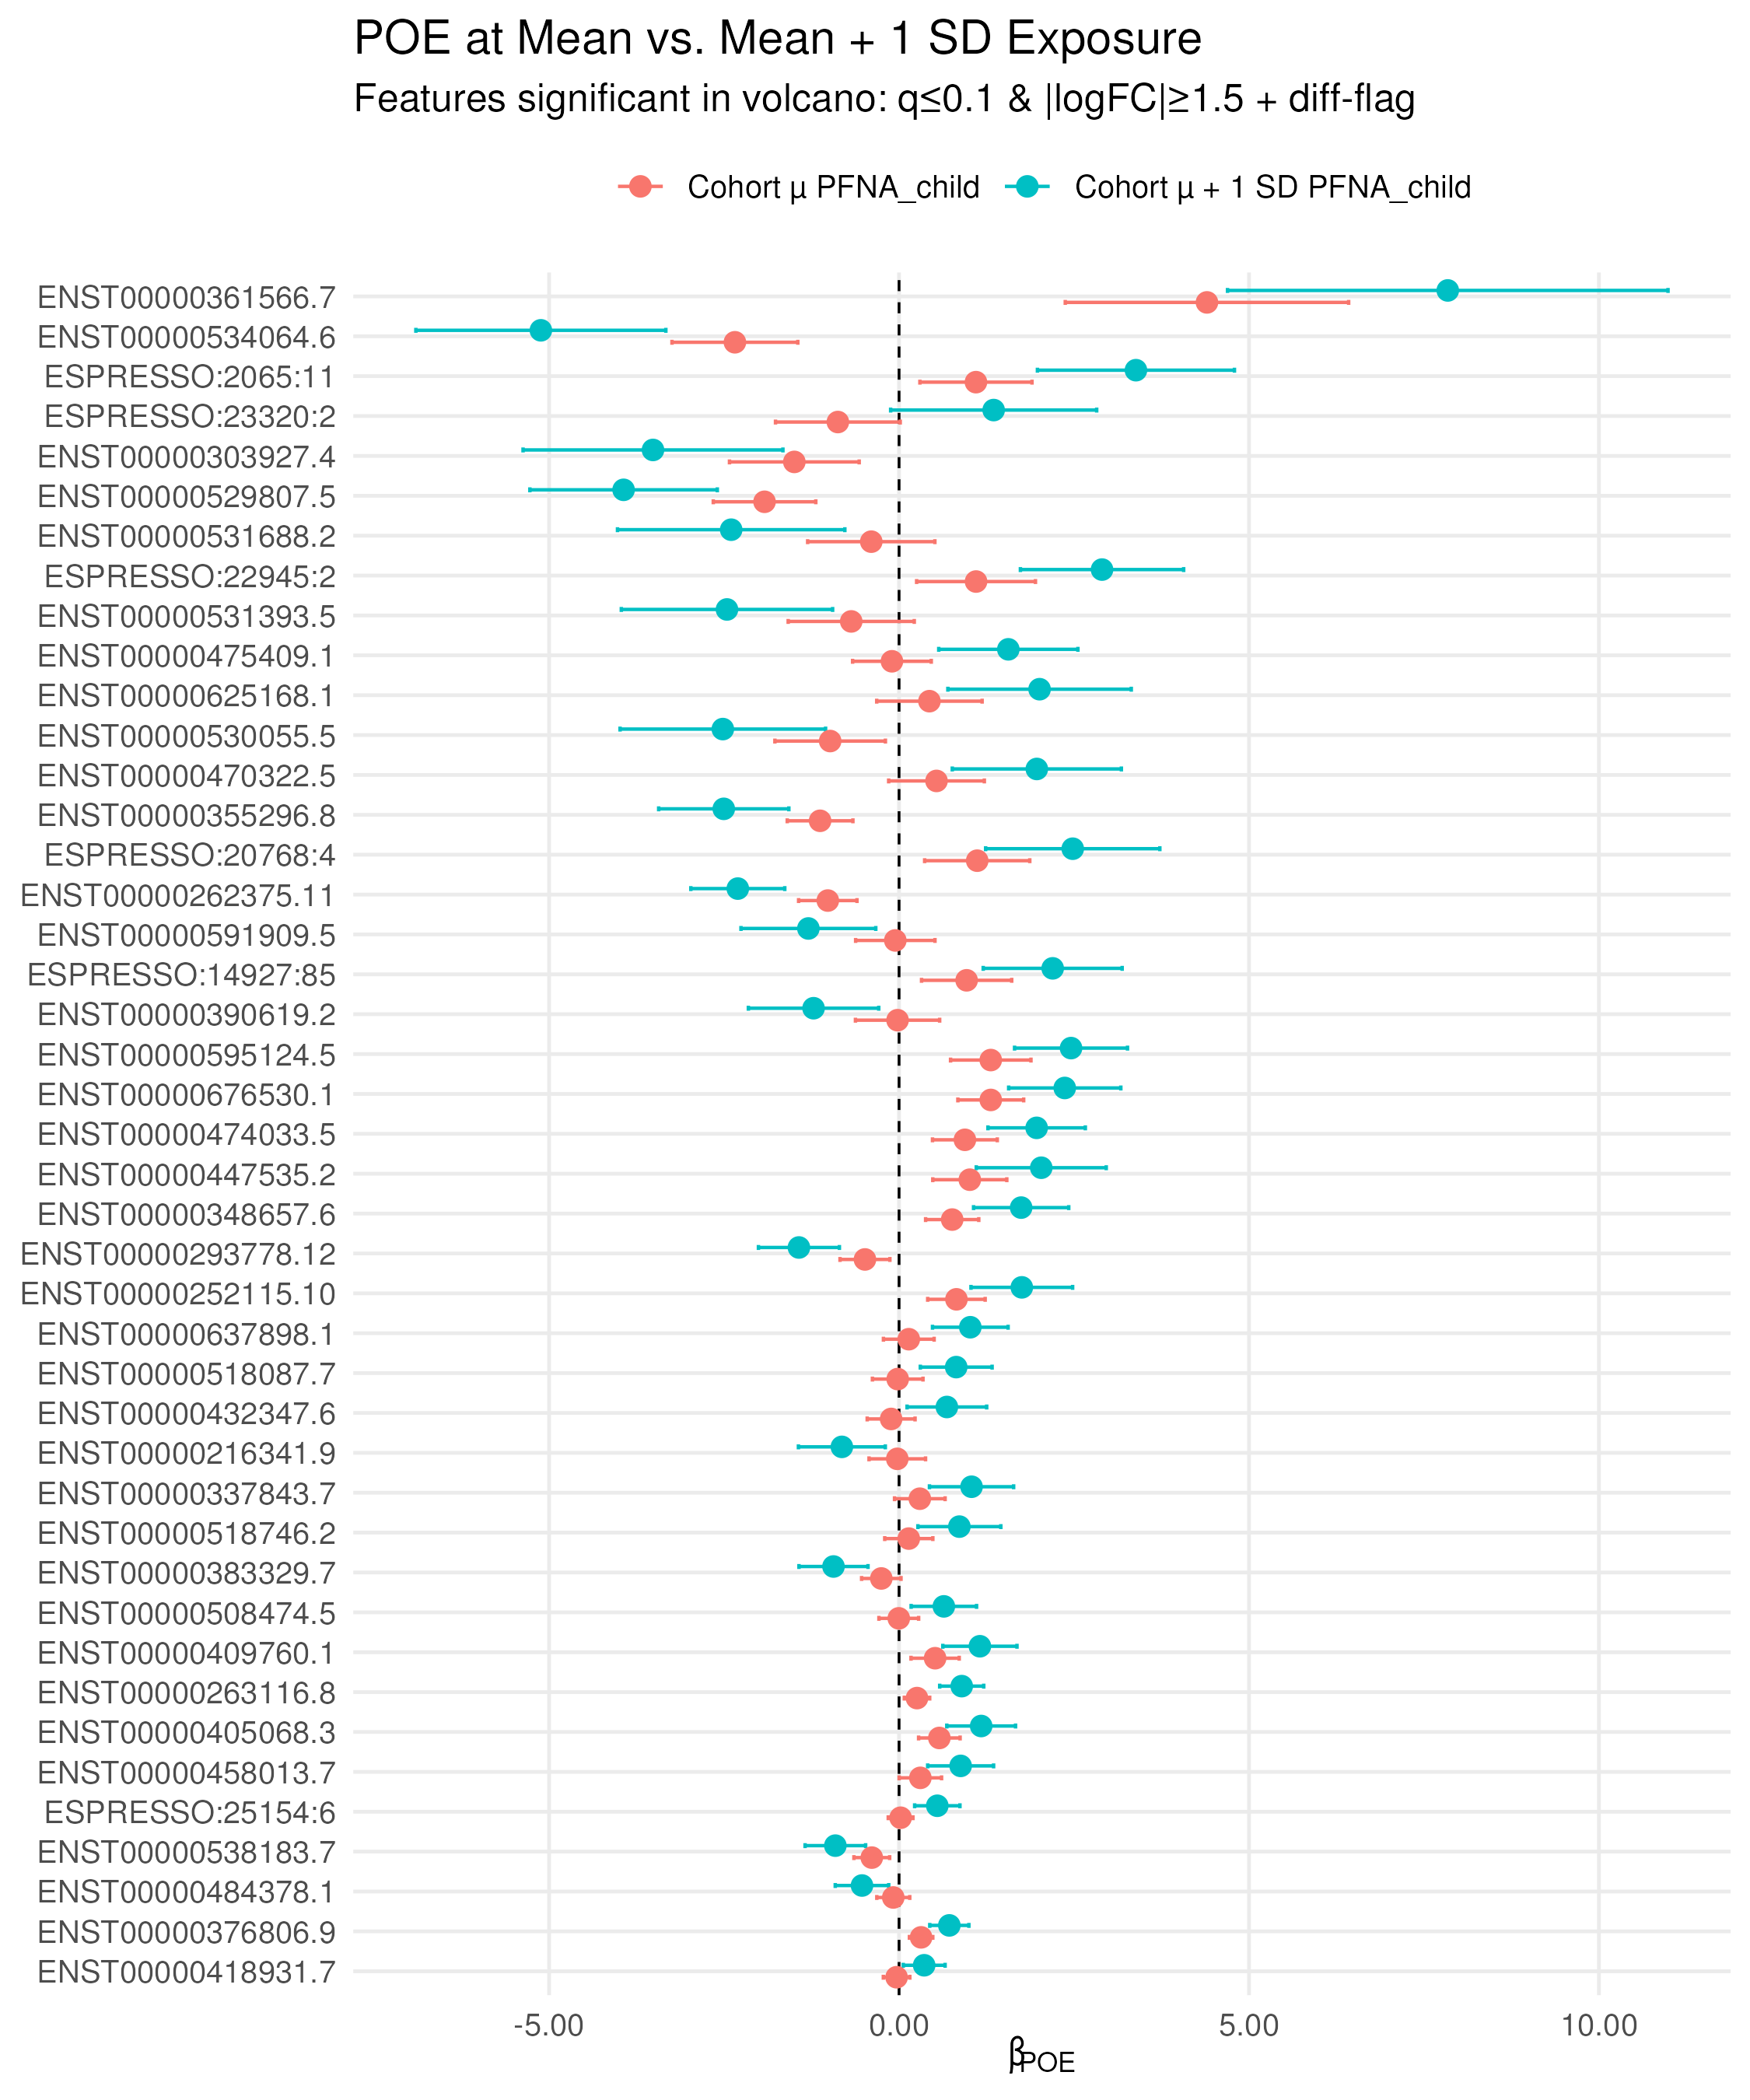 POE at Mean vs. Mean + 1 SD Exposure
Features significant in volcano: q≤0.1 & |logFC|≥1.5 + diff-flag
Cohort μ PFNA_child
Cohort μ + 1 SD PFNA_child
ENST00000361566.7
ENST00000534064.6
ESPRESSO:2065:11
ESPRESSO:23320:2
ENST00000303927.4
ENST00000529807.5
ENST00000531688.2
ESPRESSO:22945:2
ENST00000531393.5
ENST00000475409.1
ENST00000625168.1
ENST00000530055.5
ENST00000470322.5
ENST00000355296.8
ESPRESSO:20768:4
ENST00000262375.11
ENST00000591909.5
ESPRESSO:14927:85
ENST00000390619.2
ENST00000595124.5
ENST00000676530.1
ENST00000474033.5
ENST00000447535.2
ENST00000348657.6
ENST00000293778.12
ENST00000252115.10
ENST00000637898.1
ENST00000518087.7
ENST00000432347.6
ENST00000216341.9
ENST00000337843.7
ENST00000518746.2
ENST00000383329.7
ENST00000508474.5
ENST00000409760.1
ENST00000263116.8
ENST00000405068.3
ENST00000458013.7
ESPRESSO:25154:6
ENST00000538183.7
ENST00000484378.1
ENST00000376806.9
ENST00000418931.7
-5.00 0.00 5.00 10.00
βPOE